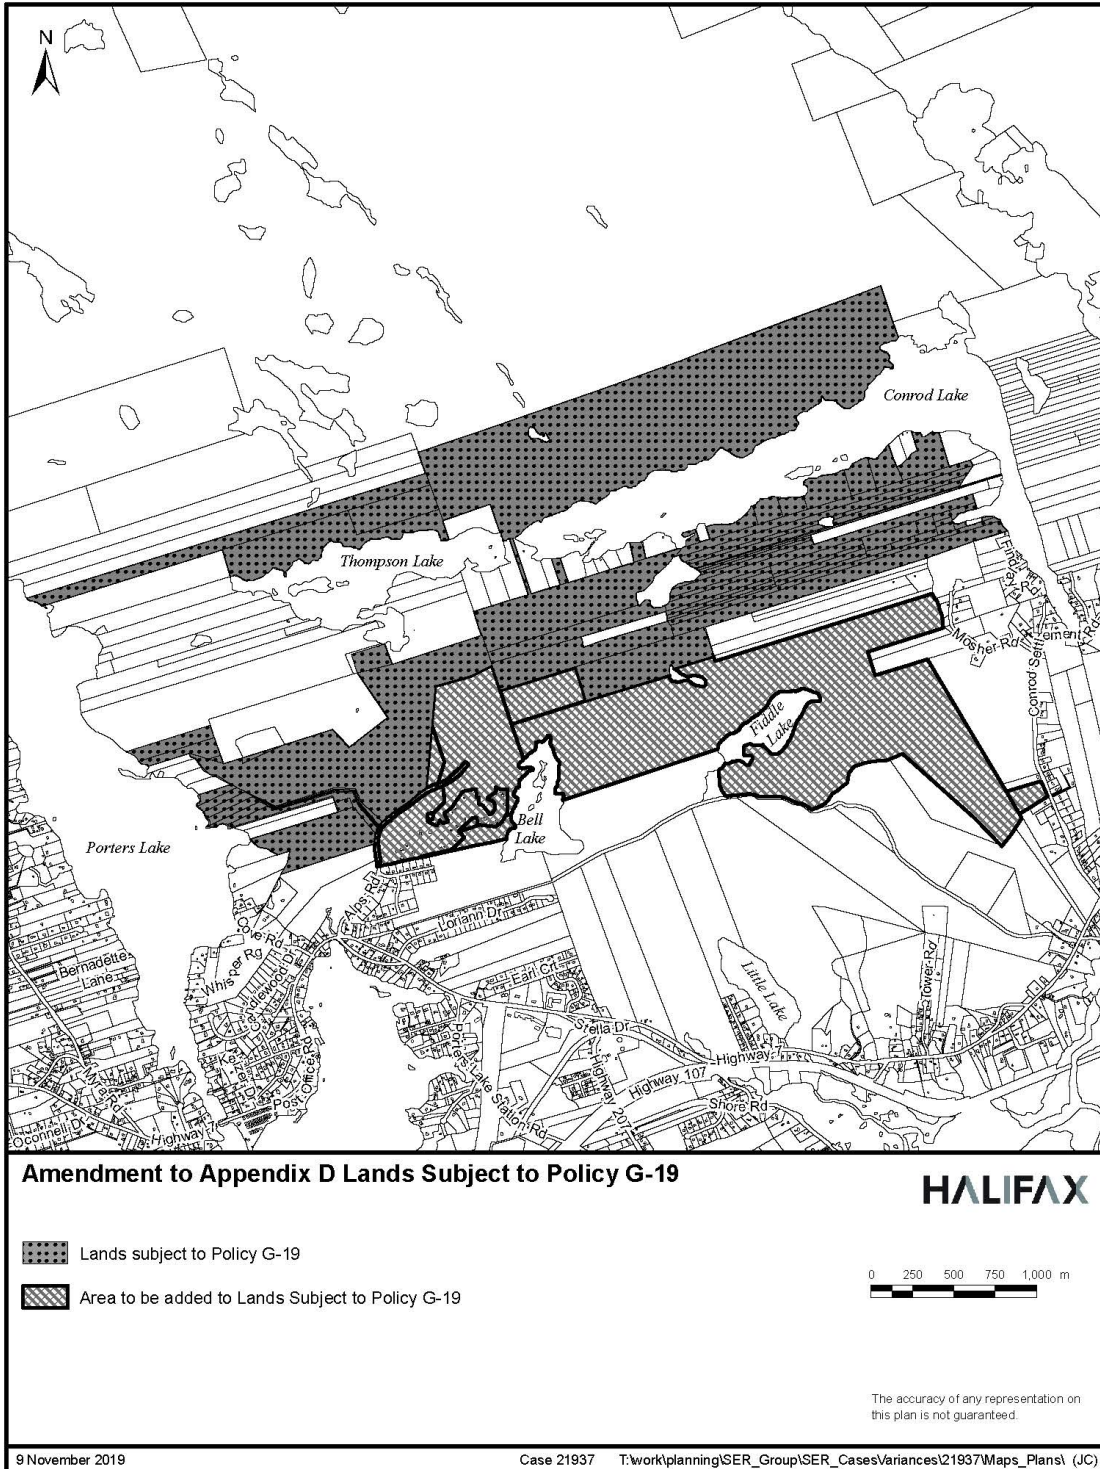 N
Conrod Lake
Thompson Lake
Mosher-Rd
Conrod Settlement
Fiddle
Lake
Bell
Lake
Porters Lake
Alps-Rd
Loriann Dr
Cove-Rd
Whisper Rg
Bernadette
Lane
Earl Crt
Little Lake
Tower-Rd
Stella Dr
Highway-7
Highway 107
Highway 207
Shore Rd
Porters Lake Station Rd
Post-Office-Rd
Oconnell Dr
Highway-7
Amendment to Appendix D Lands Subject to Policy G-19
HALIFAX
Lands subject to Policy G-19
Area to be added to Lands Subject to Policy G-19
0 250 500 750 1,000 m
The accuracy of any representation on
this plan is not guaranteed.
9 November 2019 Case 21937 T:\work\planning\SER_Group\SER_Cases\Variances\21937\Maps_Plans\ (JC)